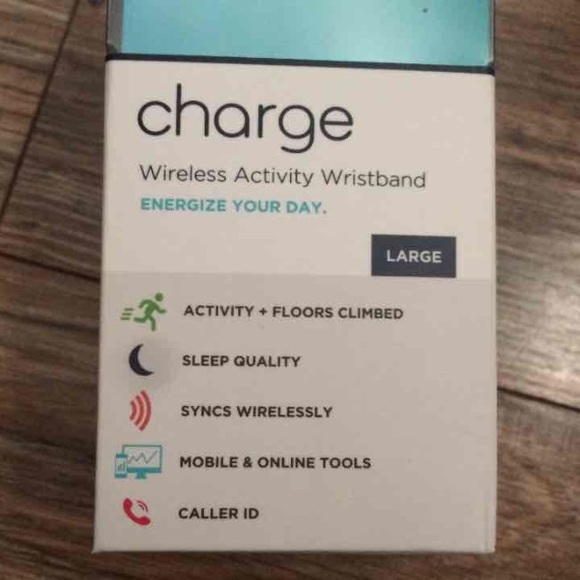 charge
Wireless Activity Wristband
ENERGIZE YOUR DAY.
LARGE
ACTIVITY + FLOORS CLIMBED
SLEEP QUALITY
SYNCS WIRELESSLY
MOBILE & ONLINE TOOLS
CALLER ID